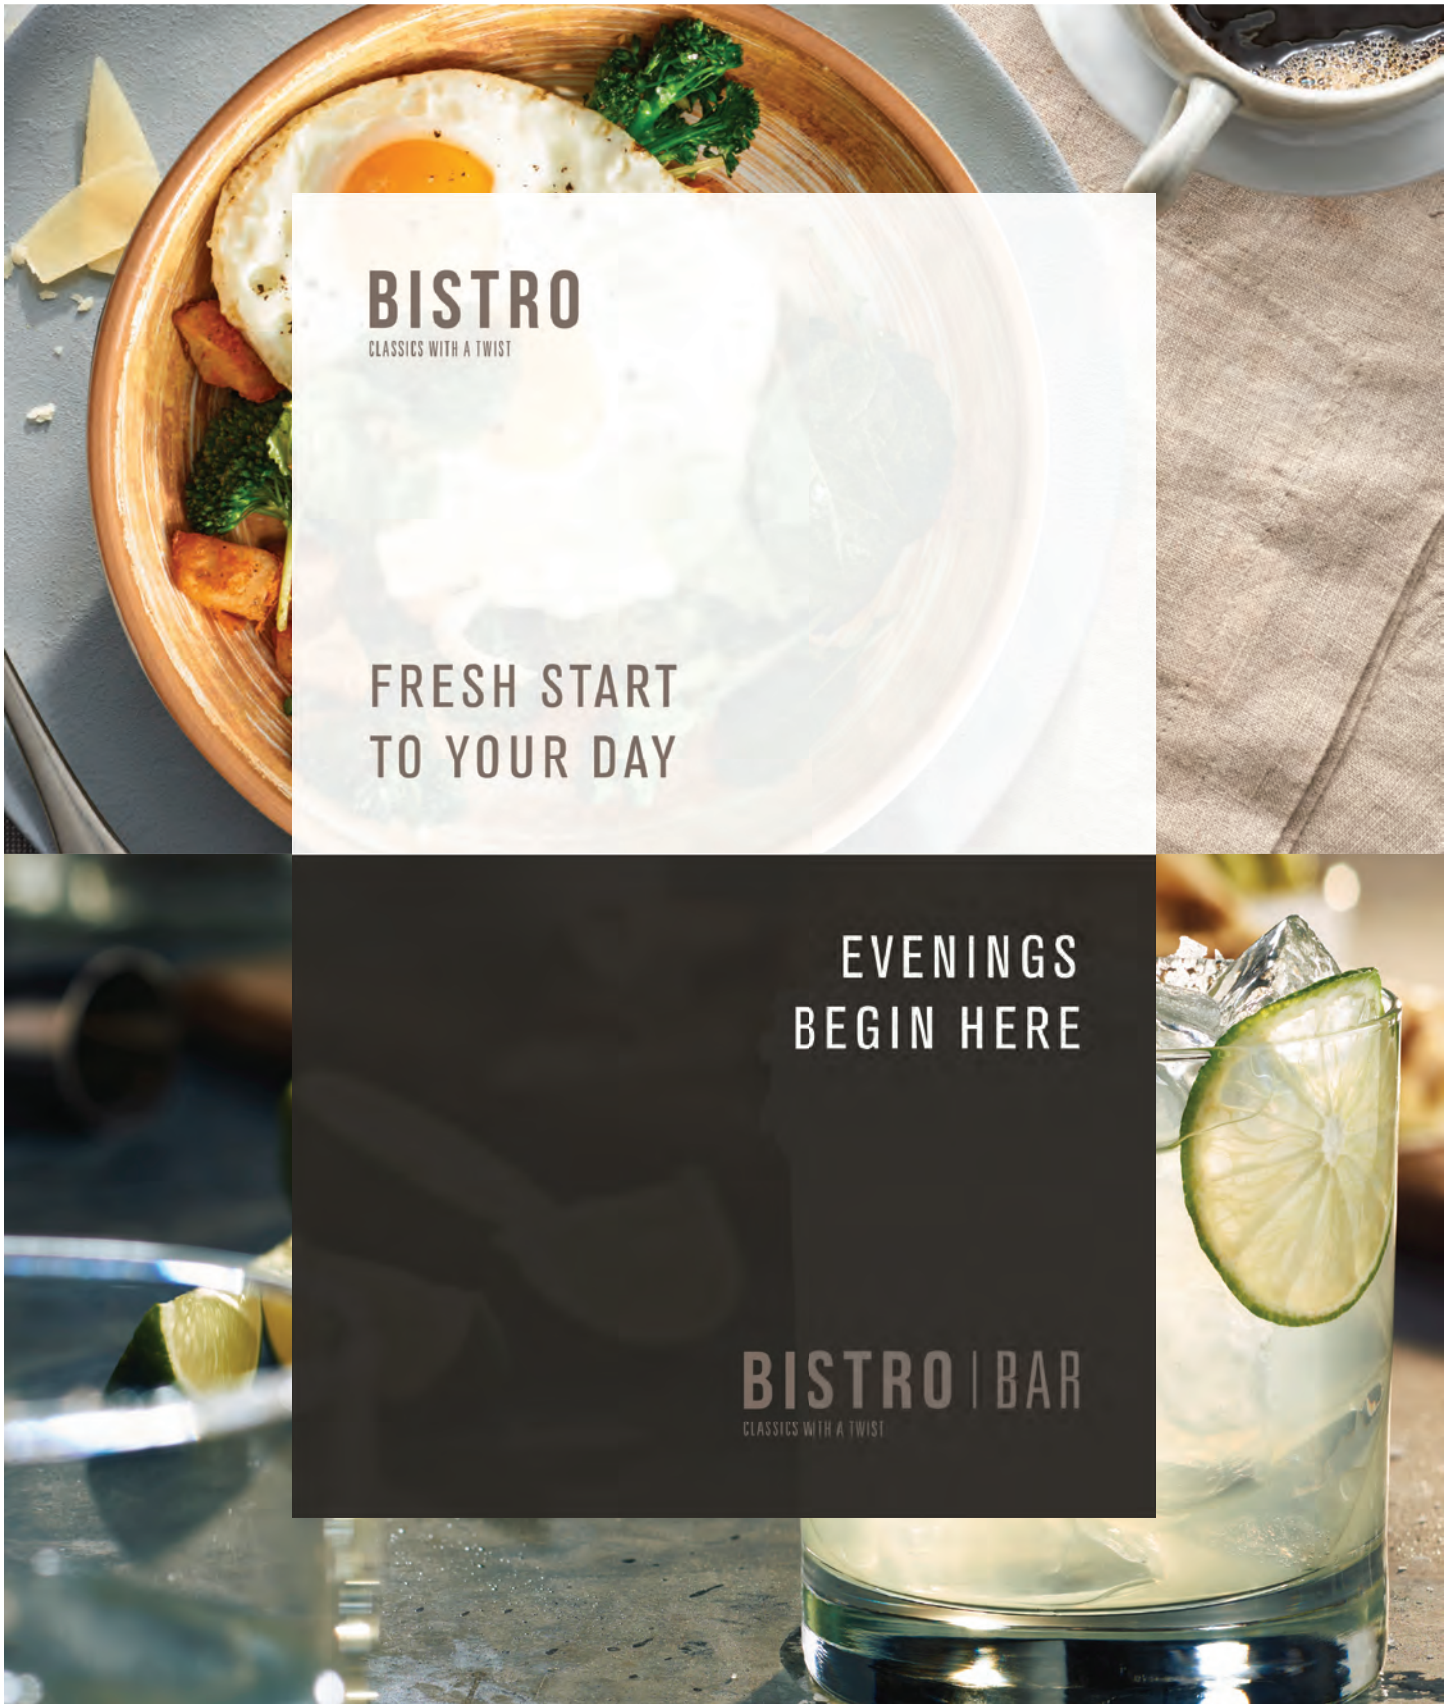 BISTRO
CLASSICS WITH A TWIST
FRESH START
TO YOUR DAY
EVENINGS
BEGIN HERE
BISTRO | BAR
CLASSICS WITH A TWIST